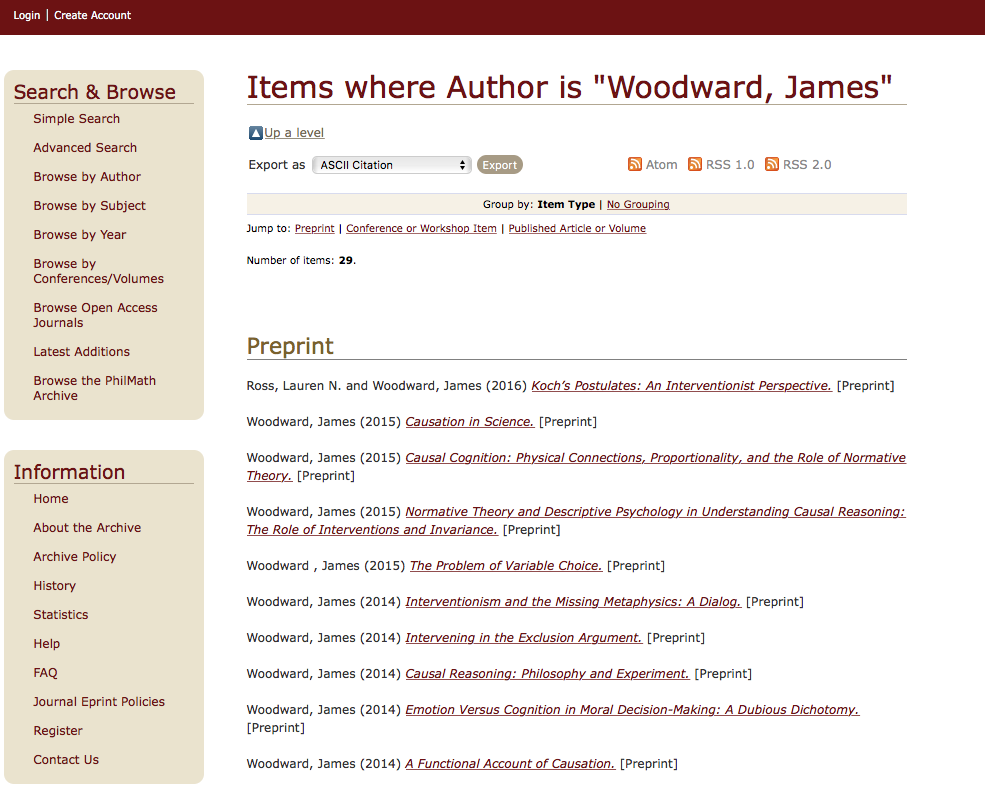 Login | Create Account
Search & Browse
Simple Search
Advanced Search
Browse by Author
Browse by Subject
Browse by Year
Browse by
Conferences/Volumes
Browse Open Access
Journals
Latest Additions
Browse the PhilMath
Archive
Information
Home
About the Archive
Archive Policy
History
Statistics
Help
FAQ
Journal Eprint Policies
Register
Contact Us
Items where Author is "Woodward, James"
Up a level
Export as ASCII Citation Export Atom RSS 1.0 RSS 2.0
Group by: Item Type | No Grouping
Jump to: Preprint | Conference or Workshop Item | Published Article or Volume
Number of items: 29.
Preprint
Ross, Lauren N. and Woodward, James (2016) Koch’s Postulates: An Interventionist Perspective. [Preprint]
Woodward, James (2015) Causation in Science. [Preprint]
Woodward, James (2015) Causal Cognition: Physical Connections, Proportionality, and the Role of Normative
Theory. [Preprint]
Woodward, James (2015) Normative Theory and Descriptive Psychology in Understanding Causal Reasoning:
The Role of Interventions and Invariance. [Preprint]
Woodward , James (2015) The Problem of Variable Choice. [Preprint]
Woodward, James (2014) Interventionism and the Missing Metaphysics: A Dialog. [Preprint]
Woodward, James (2014) Intervening in the Exclusion Argument. [Preprint]
Woodward, James (2014) Causal Reasoning: Philosophy and Experiment. [Preprint]
Woodward, James (2014) Emotion Versus Cognition in Moral Decision-Making: A Dubious Dichotomy.
[Preprint]
Woodward, James (2014) A Functional Account of Causation. [Preprint]